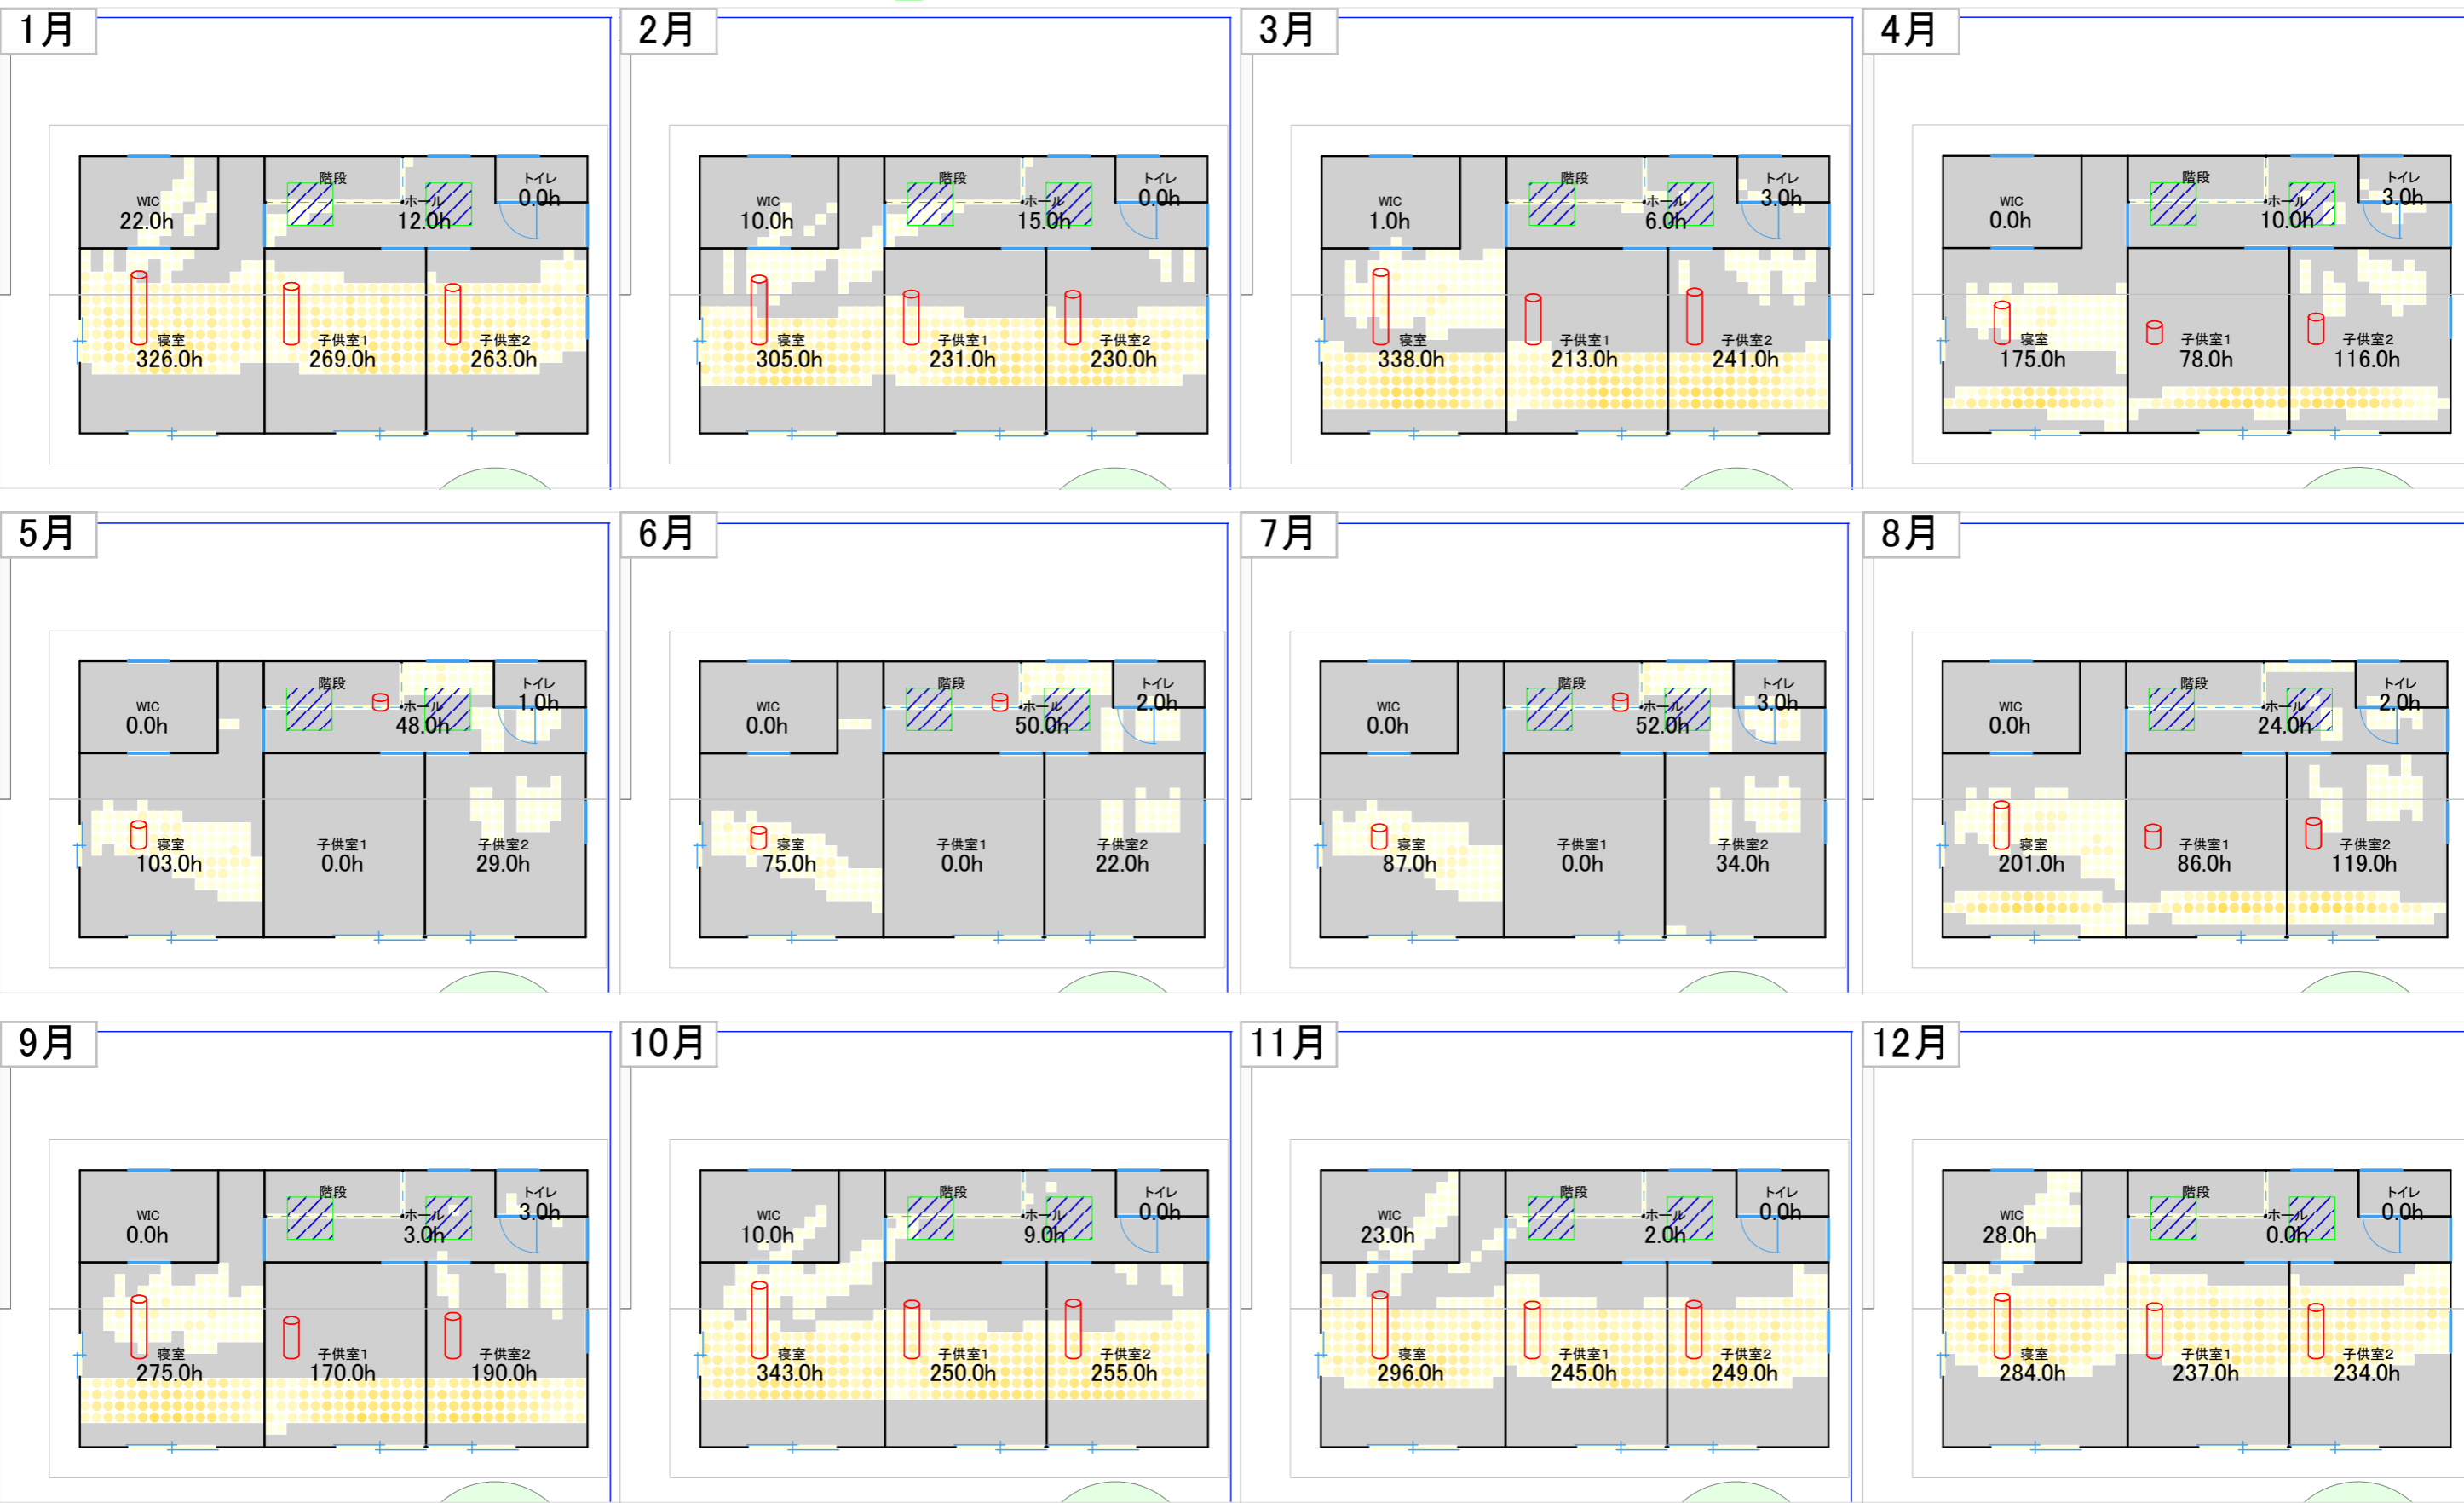 1月
階段
トイレ
0.0h
WIC
22.0h
ホール
12.0h
寝室
326.0h
子供室1
269.0h
子供室2
263.0h
2月
階段
トイレ
0.0h
WIC
10.0h
ホール
15.0h
寝室
305.0h
子供室1
231.0h
子供室2
230.0h
3月
階段
トイレ
3.0h
WIC
1.0h
ホール
6.0h
寝室
338.0h
子供室1
213.0h
子供室2
241.0h
4月
階段
トイレ
3.0h
WIC
0.0h
ホール
10.0h
寝室
175.0h
子供室1
78.0h
子供室2
116.0h
5月
階段
トイレ
1.0h
WIC
0.0h
ホール
48.0h
寝室
103.0h
子供室1
0.0h
子供室2
29.0h
6月
階段
トイレ
2.0h
WIC
0.0h
ホール
50.0h
寝室
75.0h
子供室1
0.0h
子供室2
22.0h
7月
階段
トイレ
3.0h
WIC
0.0h
ホール
52.0h
寝室
87.0h
子供室1
0.0h
子供室2
34.0h
8月
階段
トイレ
2.0h
WIC
0.0h
ホール
24.0h
寝室
201.0h
子供室1
86.0h
子供室2
119.0h
9月
階段
トイレ
3.0h
WIC
0.0h
ホール
3.0h
寝室
275.0h
子供室1
170.0h
子供室2
190.0h
10月
階段
トイレ
0.0h
WIC
10.0h
ホール
9.0h
寝室
343.0h
子供室1
250.0h
子供室2
255.0h
11月
階段
トイレ
0.0h
WIC
23.0h
ホール
2.0h
寝室
296.0h
子供室1
245.0h
子供室2
249.0h
12月
階段
トイレ
0.0h
WIC
28.0h
ホール
0.0h
寝室
284.0h
子供室1
237.0h
子供室2
234.0h